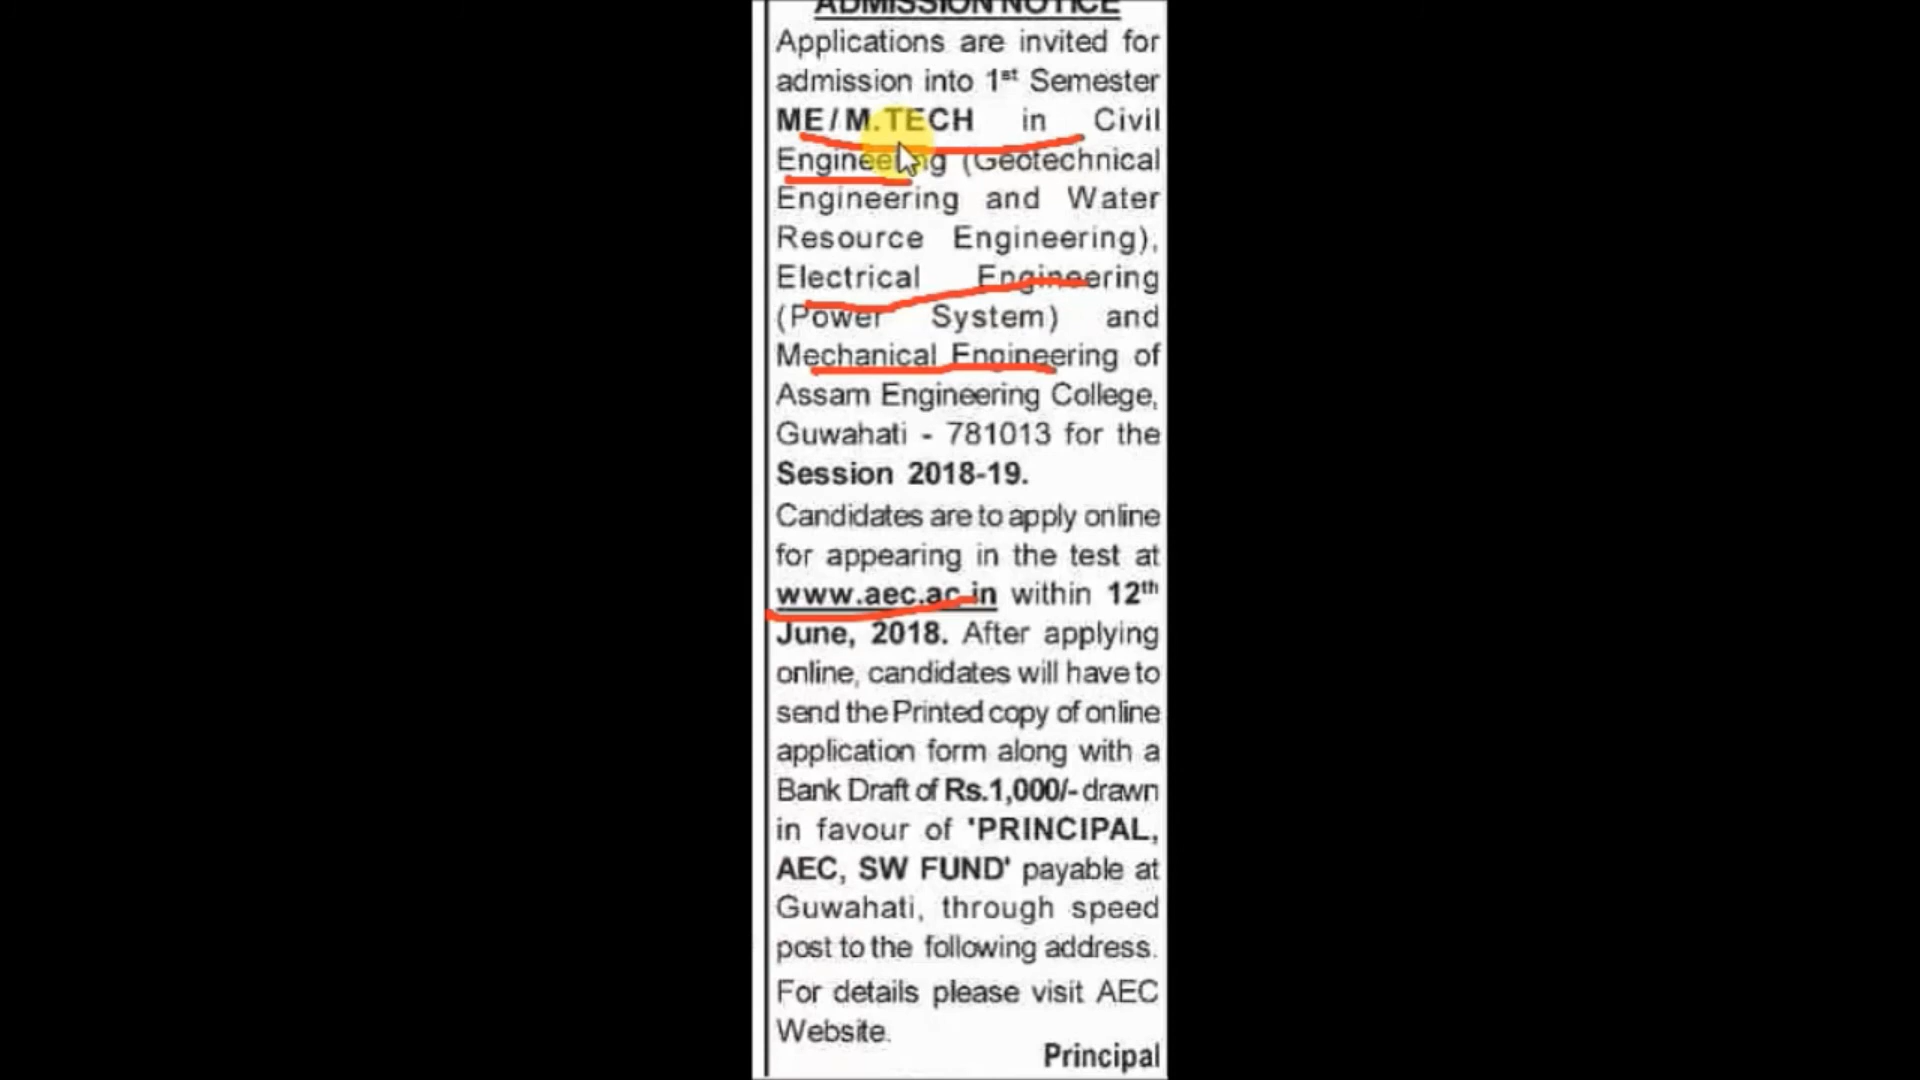 ADMISSION NOTICE
Applications are invited for
admission into 1st Semester
ME/M.TECH in Civil
Engineering (Geotechnical
Engineering and Water
Resource Engineering),
Electrical Engineering
(Power System) and
Mechanical Engineering of
Assam Engineering College,
Guwahati - 781013 for the
Session 2018-19.
Candidates are to apply online
for appearing in the test at
www.aec.ac.in within 12th
June, 2018. After applying
online, candidates will have to
send the Printed copy of online
application form along with a
Bank Draft of Rs.1,000/- drawn
in favour of 'PRINCIPAL,
AEC, SW FUND' payable at
Guwahati, through speed
post to the following address.
For details please visit AEC
Website.
Principal